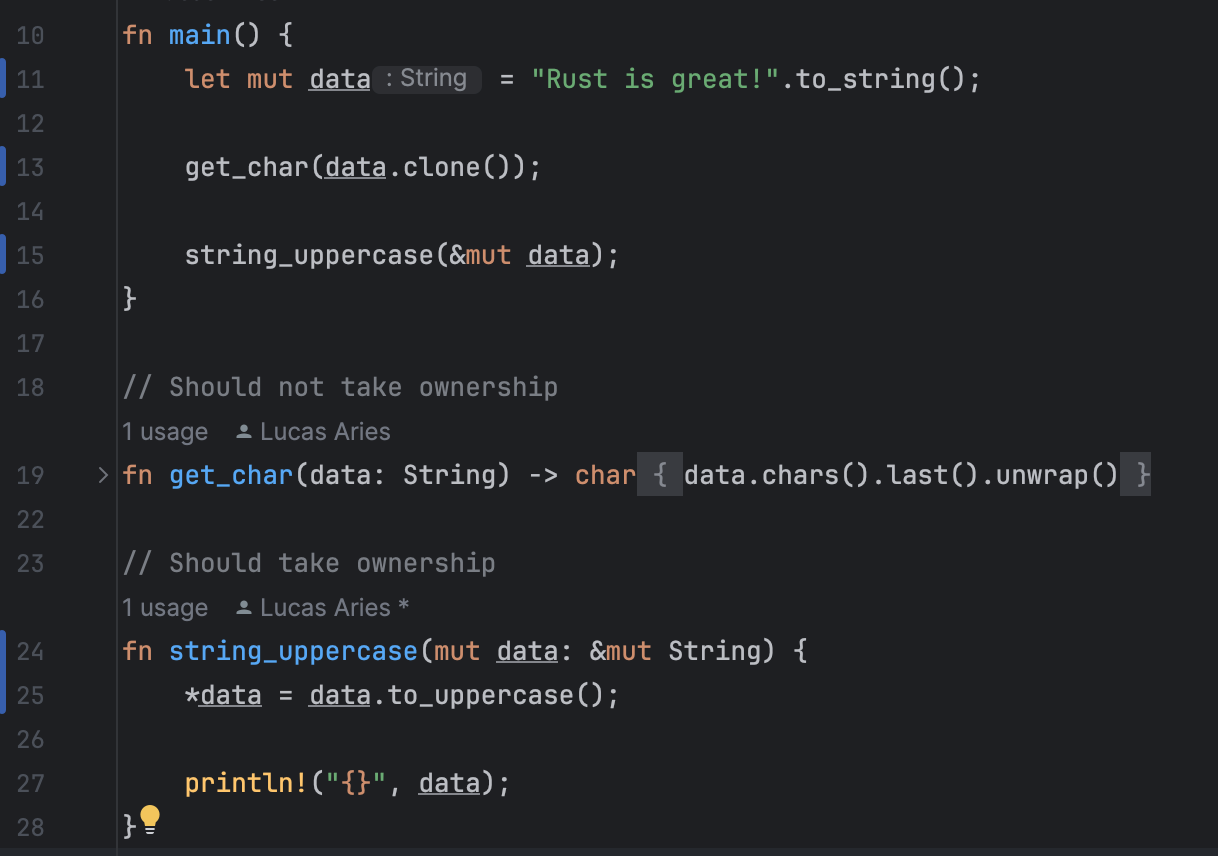 10 fn main() {
11 let mut data : String = "Rust is great!".to_string();
12
13 get_char(data.clone());
14
15 string_uppercase(&mut data);
16 }
17
18 // Should not take ownership
1 usage Lucas Aries
19 fn get_char(data: String) -> char { data.chars().last().unwrap() }
22
23 // Should take ownership
1 usage Lucas Aries *
24 fn string_uppercase(mut data: &mut String) {
25 *data = data.to_uppercase();
26
27 println!("{}", data);
28 }